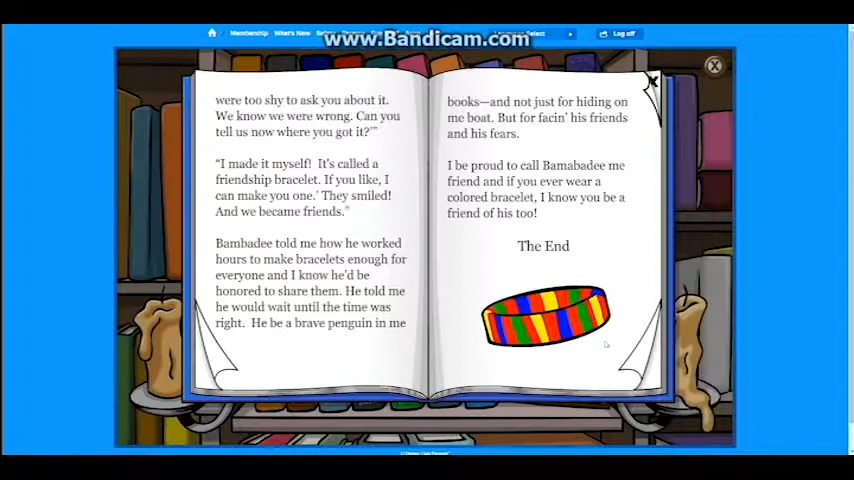 www.Bandicam.com
Membership What's New
Select Log off
were too shy to ask you about it.
We know we were wrong. Can you
tell us now where you got it?'"
"I made it myself! It's called a
friendship bracelet. If you like, I
can make you one.' They smiled!
And we became friends."
Bambadee told me how he worked
hours to make bracelets enough for
everyone and I know he'd be
honored to share them. He told me
he would wait until the time was
right. He be a brave penguin in me
books—and not just for hiding on
me boat. But for facin' his friends
and his fears.
I be proud to call Bamabadee me
friend and if you ever wear a
colored bracelet, I know you be a
friend of his too!
The End